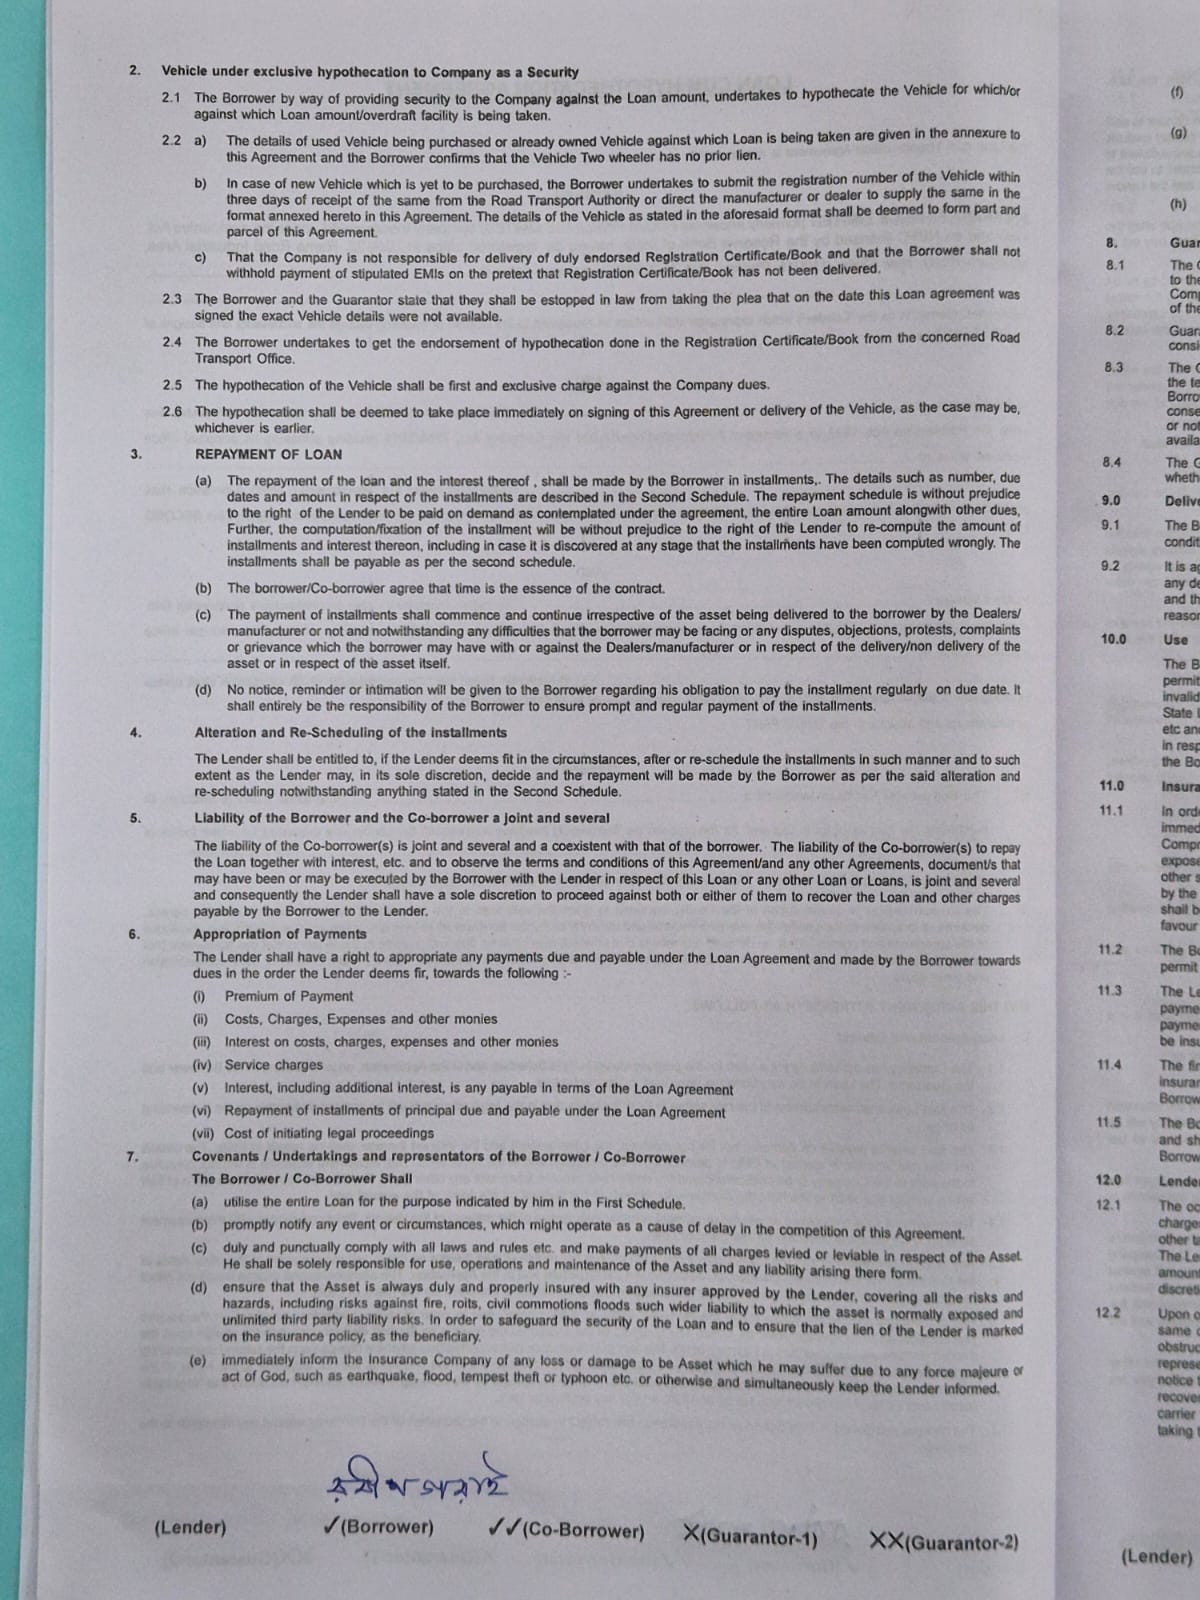 2. Vehicle under exclusive hypothecation to Company as a Security
2.1 The Borrower by way of providing security to the Company against the Loan amount, undertakes to hypothecate the Vehicle for which/or
against which Loan amount/overdraft facility is being taken.
2.2 a) The details of used Vehicle being purchased or already owned Vehicle against which Loan is being taken are given in the annexure to
this Agreement and the Borrower confirms that the Vehicle Two wheeler has no prior lien.
b) In case of new Vehicle which is yet to be purchased, the Borrower undertakes to submit the registration number of the Vehicle within
three days of receipt of the same from the Road Transport Authority or direct the manufacturer or dealer to supply the same in the
format annexed hereto in this Agreement. The details of the Vehicle as stated in the aforesaid format shall be deemed to form part and
parcel of this Agreement.
c) That the Company is not responsible for delivery of duly endorsed Registration Certificate/Book and that the Borrower shall not
withhold payment of stipulated EMIs on the pretext that Registration Certificate/Book has not been delivered.
2.3 The Borrower and the Guarantor state that they shall be estopped in law from taking the plea that on the date this Loan agreement was
signed the exact Vehicle details were not available.
2.4 The Borrower undertakes to get the endorsement of hypothecation done in the Registration Certificate/Book from the concerned Road
Transport Office.
2.5 The hypothecation of the Vehicle shall be first and exclusive charge against the Company dues.
2.6 The hypothecation shall be deemed to take place immediately on signing of this Agreement or delivery of the Vehicle, as the case may be,
whichever is earlier.
3. REPAYMENT OF LOAN
(a) The repayment of the loan and the interest thereof , shall be made by the Borrower in installments,. The details such as number, due
dates and amount in respect of the installments are described in the Second Schedule. The repayment schedule is without prejudice
to the right of the Lender to be paid on demand as contemplated under the agreement, the entire Loan amount alongwith other dues,
Further, the computation/fixation of the installment will be without prejudice to the right of the Lender to re-compute the amount of
installments and interest thereon, including in case it is discovered at any stage that the installments have been computed wrongly. The
installments shall be payable as per the second schedule.
(b) The borrower/Co-borrower agree that time is the essence of the contract.
(c) The payment of installments shall commence and continue irrespective of the asset being delivered to the borrower by the Dealers/
manufacturer or not and notwithstanding any difficulties that the borrower may be facing or any disputes, objections, protests, complaints
or grievance which the borrower may have with or against the Dealers/manufacturer or in respect of the delivery/non delivery of the
asset or in respect of the asset itself.
(d) No notice, reminder or intimation will be given to the Borrower regarding his obligation to pay the installment regularly on due date. It
shall entirely be the responsibility of the Borrower to ensure prompt and regular payment of the installments.
4. Alteration and Re-Scheduling of the installments
The Lender shall be entitled to, if the Lender deems fit in the circumstances, after or re-schedule the installments in such manner and to such
extent as the Lender may, in its sole discretion, decide and the repayment will be made by the Borrower as per the said alteration and
re-scheduling notwithstanding anything stated in the Second Schedule.
5. Liability of the Borrower and the Co-borrower a joint and several
The liability of the Co-borrower(s) is joint and several and a coexistent with that of the borrower. The liability of the Co-borrower(s) to repay
the Loan together with interest, etc. and to observe the terms and conditions of this Agreement/and any other Agreements, document/s that
may have been or may be executed by the Borrower with the Lender in respect of this Loan or any other Loan or Loans, is joint and several
and consequently the Lender shall have a sole discretion to proceed against both or either of them to recover the Loan and other charges
payable by the Borrower to the Lender.
6. Appropriation of Payments
The Lender shall have a right to appropriate any payments due and payable under the Loan Agreement and made by the Borrower towards
dues in the order the Lender deems fir, towards the following :-
(i) Premium of Payment
(ii) Costs, Charges, Expenses and other monies
(iii) Interest on costs, charges, expenses and other monies
(iv) Service charges
(v) Interest, including additional interest, is any payable in terms of the Loan Agreement
(vi) Repayment of installments of principal due and payable under the Loan Agreement
(vii) Cost of initiating legal proceedings
7. Covenants / Undertakings and representators of the Borrower / Co-Borrower
The Borrower / Co-Borrower Shall
(a) utilise the entire Loan for the purpose indicated by him in the First Schedule.
(b) promptly notify any event or circumstances, which might operate as a cause of delay in the competition of this Agreement.
(c) duly and punctually comply with all laws and rules etc. and make payments of all charges levied or leviable in respect of the Asset.
He shall be solely responsible for use, operations and maintenance of the Asset and any liability arising there form.
(d) ensure that the Asset is always duly and properly insured with any insurer approved by the Lender, covering all the risks and
hazards, including risks against fire, roits, civil commotions floods such wider liability to which the asset is normally exposed and
unlimited third party liability risks. In order to safeguard the security of the Loan and to ensure that the lien of the Lender is marked
on the insurance policy, as the beneficiary.
(e) immediately inform the Insurance Company of any loss or damage to be Asset which he may suffer due to any force majeure or
act of God, such as earthquake, flood, tempest theft or typhoon etc. or otherwise and simultaneously keep the Lender informed.
(Lender) ✓(Borrower) ✓✓(Co-Borrower) X(Guarantor-1) XX(Guarantor-2)
(f)
(g)
(h)
8. Guar
8.1 The
to the
Comp
of the
8.2 Guar
consi
8.3 The
the te
Borro
conse
or not
availa
8.4 The
wheth
9.0 Delive
9.1 The B
condit
9.2 It is ag
any de
and th
reason
10.0 Use
The B
permit
invalid
State
etc and
in resp
the Bo
11.0 Insura
11.1 In orde
immed
Compr
expose
other s
by the
shall b
favour
11.2 The Bo
permit
11.3 The Le
payme
payme
be insu
11.4 The fir
insurar
Borrow
11.5 The Bo
and sh
Borrow
12.0 Lender
12.1 The oc
charges
other ta
The Le
amount
discreti
12.2 Upon o
same o
obstruc
represe
notice t
recover
carrier
taking t
(Lender)